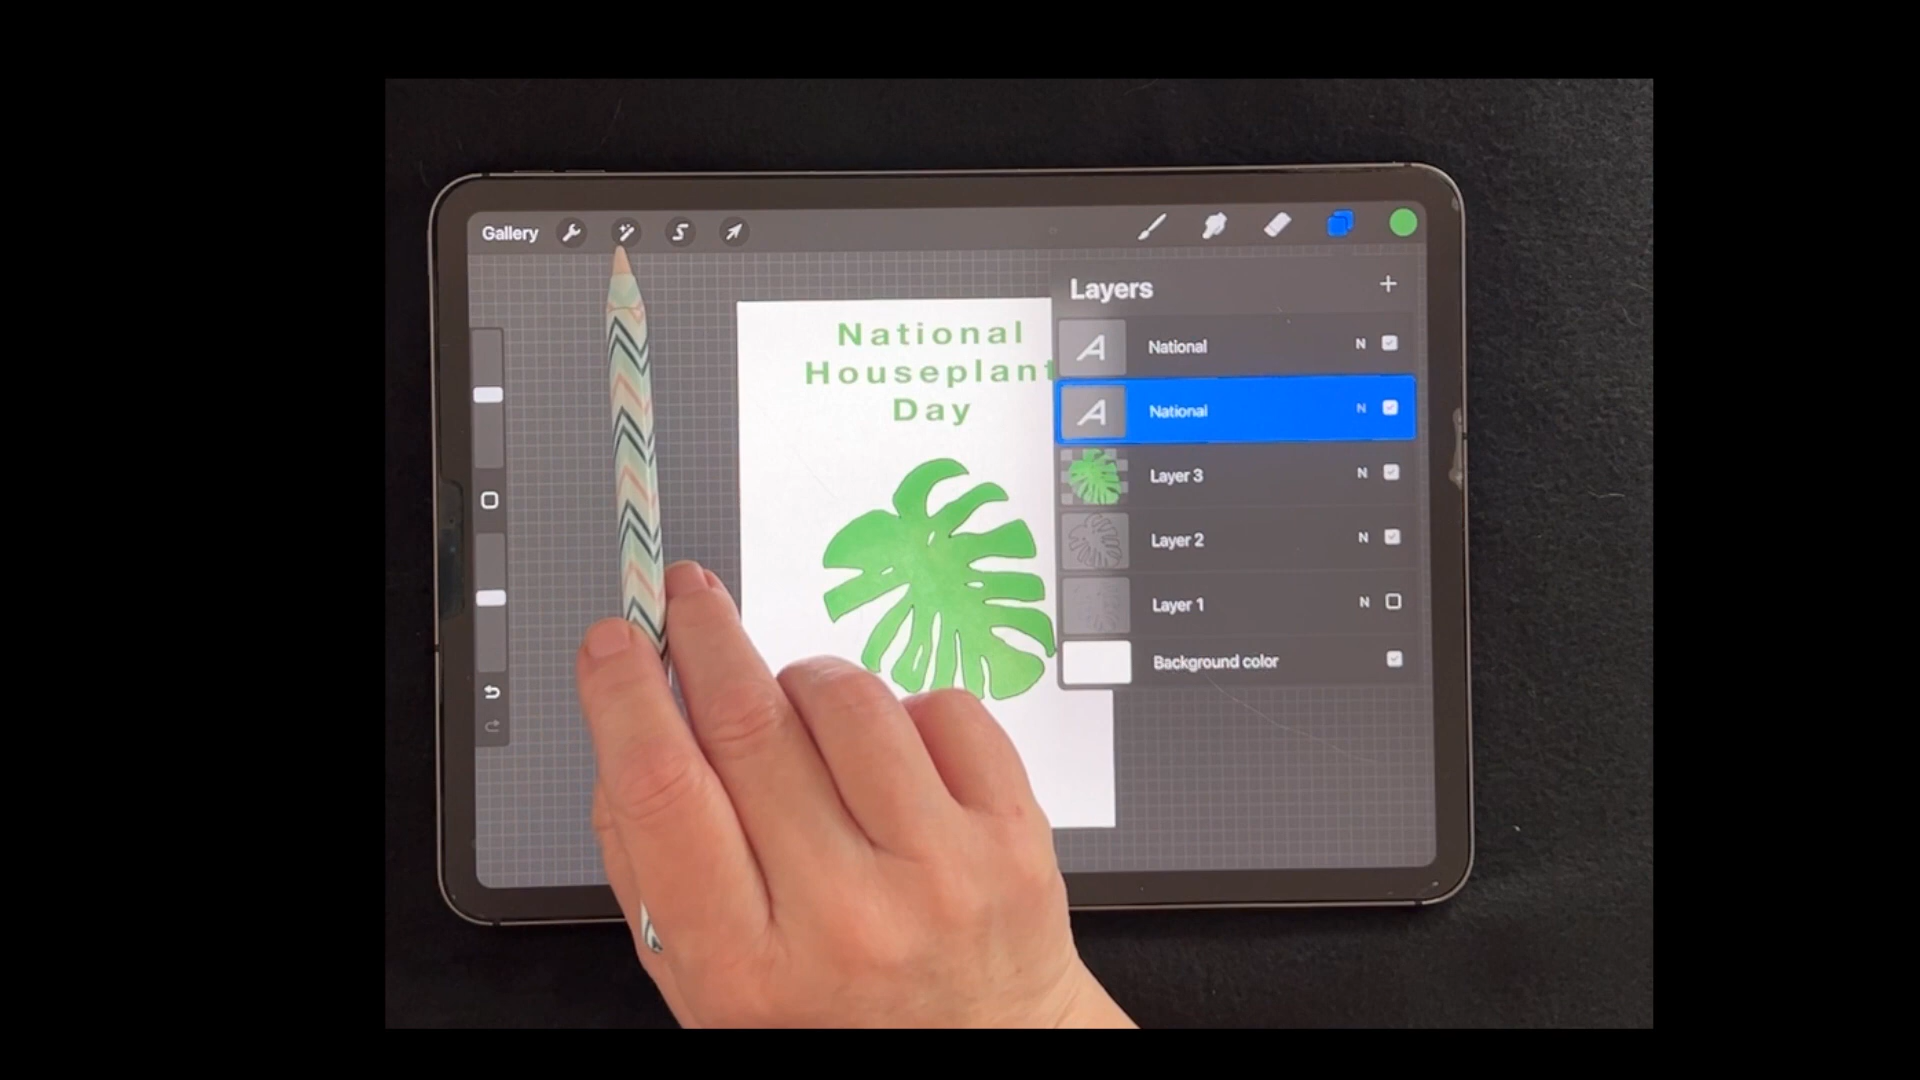 Gallery
National
Houseplant
Day
Layers
National N
National N
Layer 3 N
Layer 2 N
Layer 1 N
Background color